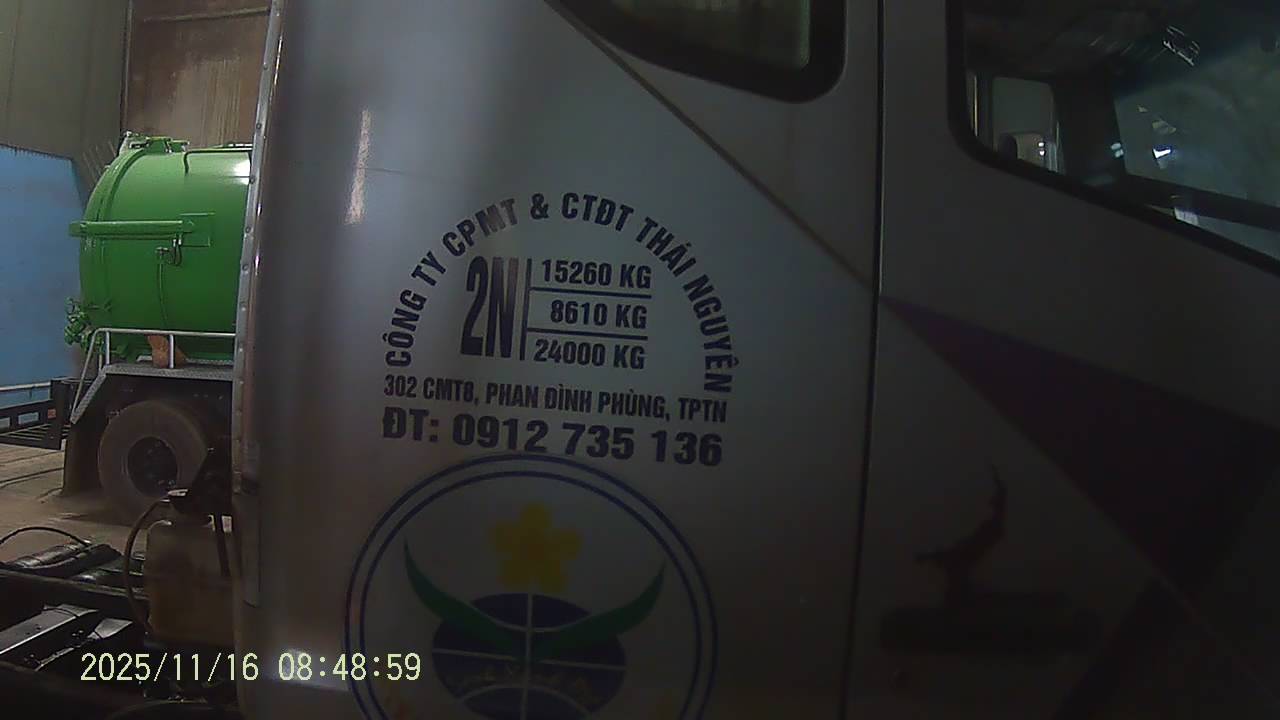 CÔNG TY CPMT & CTĐT THÁI NGUYÊN
2N
15260 KG
8610 KG
24000 KG
302 CMT8, PHAN ĐÌNH PHÙNG, TPTN
ĐT: 0912 735 136
2025/11/16 08:48:59